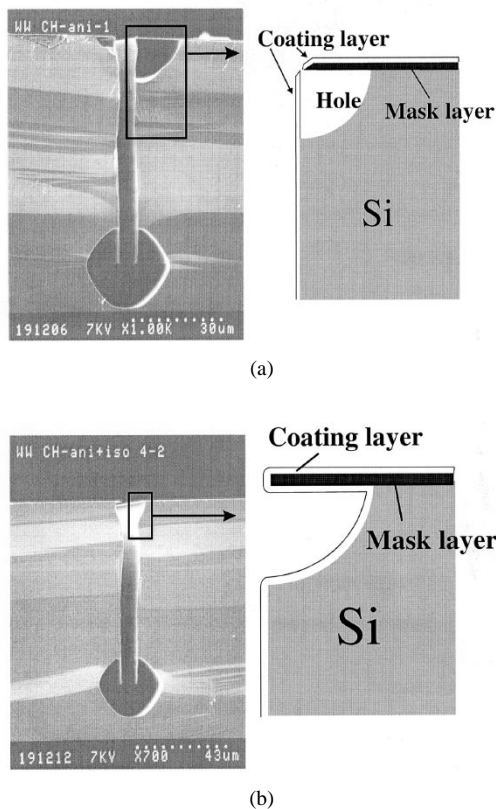 WW CH-ani-1
Coating layer
Hole
Mask layer
Si
191206 7KV X1.00K 30um
(a)
WW CH-ani+iso 4-2
Coating layer
Mask layer
Si
191212 7KV X700 43um
(b)